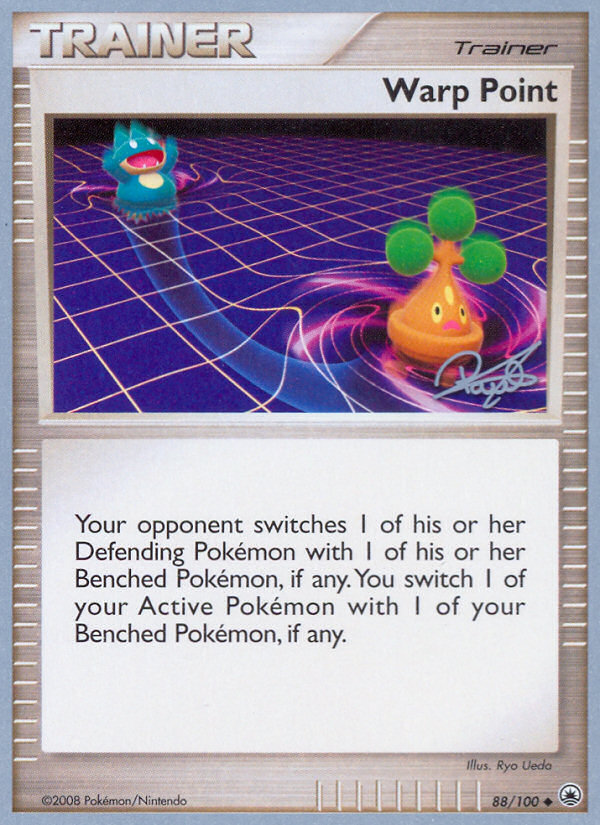 TRAINER
Trainer
Warp Point
Your opponent switches 1 of his or her
Defending Pokémon with 1 of his or her
Benched Pokémon, if any. You switch 1 of
your Active Pokémon with 1 of your
Benched Pokémon, if any.
Illus. Ryo Ueda
©2008 Pokémon/Nintendo
88/100